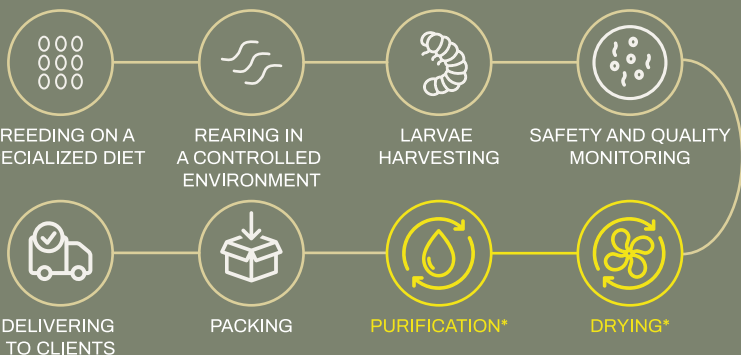 REEDING ON A
ECIALIZED DIET
REARING IN
A CONTROLLED
ENVIRONMENT
LARVAE
HARVESTING
SAFETY AND QUALITY
MONITORING
DELIVERING
TO CLIENTS
PACKING
PURIFICATION*
DRYING*